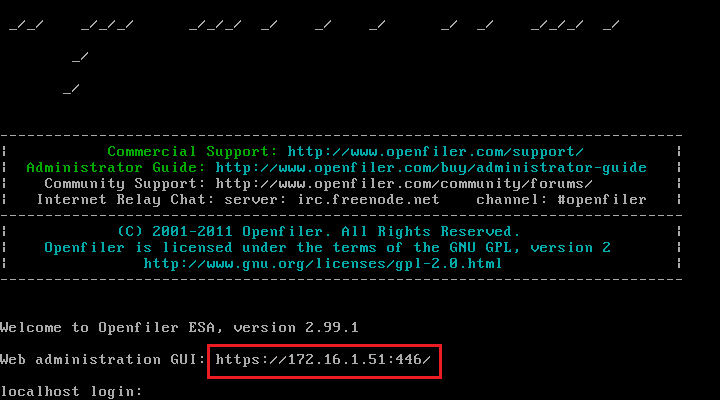 Commercial Support: http://www.openfiler.com/support/
Administrator Guide: http://www.openfiler.com/buy/administrator-guide
Community Support: http://www.openfiler.com/community/forums/
Internet Relay Chat: server: irc.freenode.net channel: #openfiler
(C) 2001-2011 Openfiler. All Rights Reserved.
Openfiler is licensed under the terms of the GNU GPL, version 2
http://www.gnu.org/licenses/gpl-2.0.html
Welcome to Openfiler ESA, version 2.99.1
Web administration GUI: https://172.16.1.51:446/
localhost login: